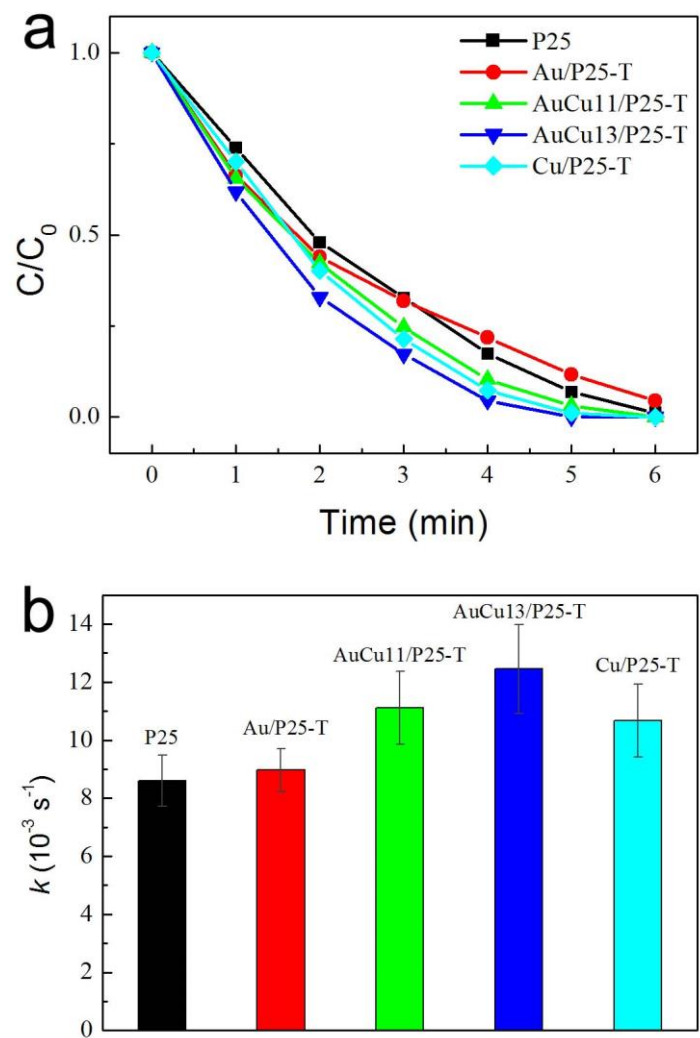 a
1.0
0.5
0.0
C/C0
P25
Au/P25-T
AuCu11/P25-T
AuCu13/P25-T
Cu/P25-T
0 1 2 3 4 5 6
Time (min)
b
14
12
10
8
6
4
2
0
k (10-3 s-1)
P25
Au/P25-T
AuCu11/P25-T
AuCu13/P25-T
Cu/P25-T